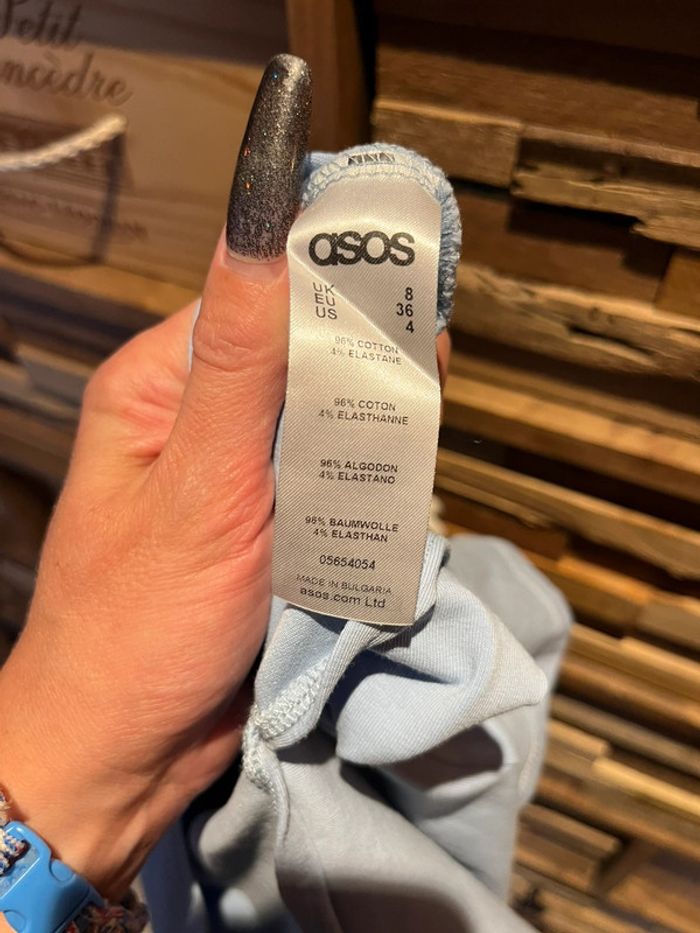 Petit
asos
UK 8
EU 36
US 4
96% COTTON
4% ELASTANE
96% COTON
4% ELASTHANNE
96% ALGODON
4% ELASTANO
96% BAUMWOLLE
4% ELASTHAN
05654054
MADE IN BULGARIA
asos.com Ltd